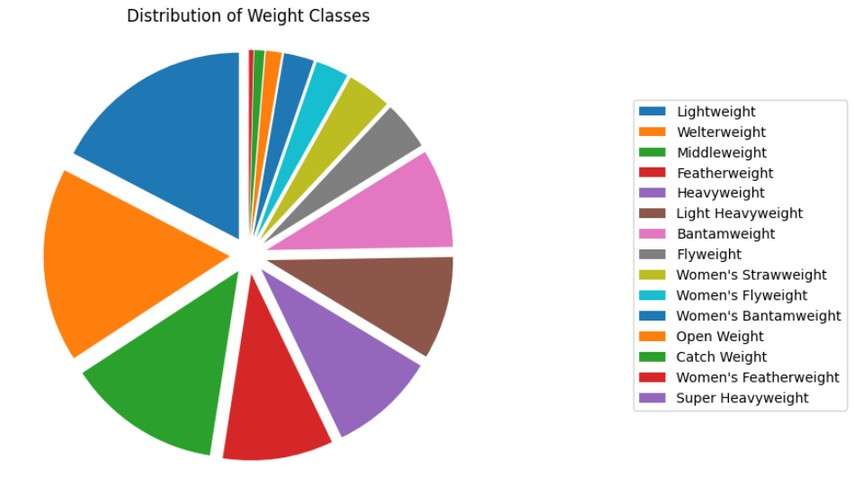 Distribution of Weight Classes
Lightweight
Welterweight
Middleweight
Featherweight
Heavyweight
Light Heavyweight
Bantamweight
Flyweight
Women's Strawweight
Women's Flyweight
Women's Bantamweight
Open Weight
Catch Weight
Women's Featherweight
Super Heavyweight